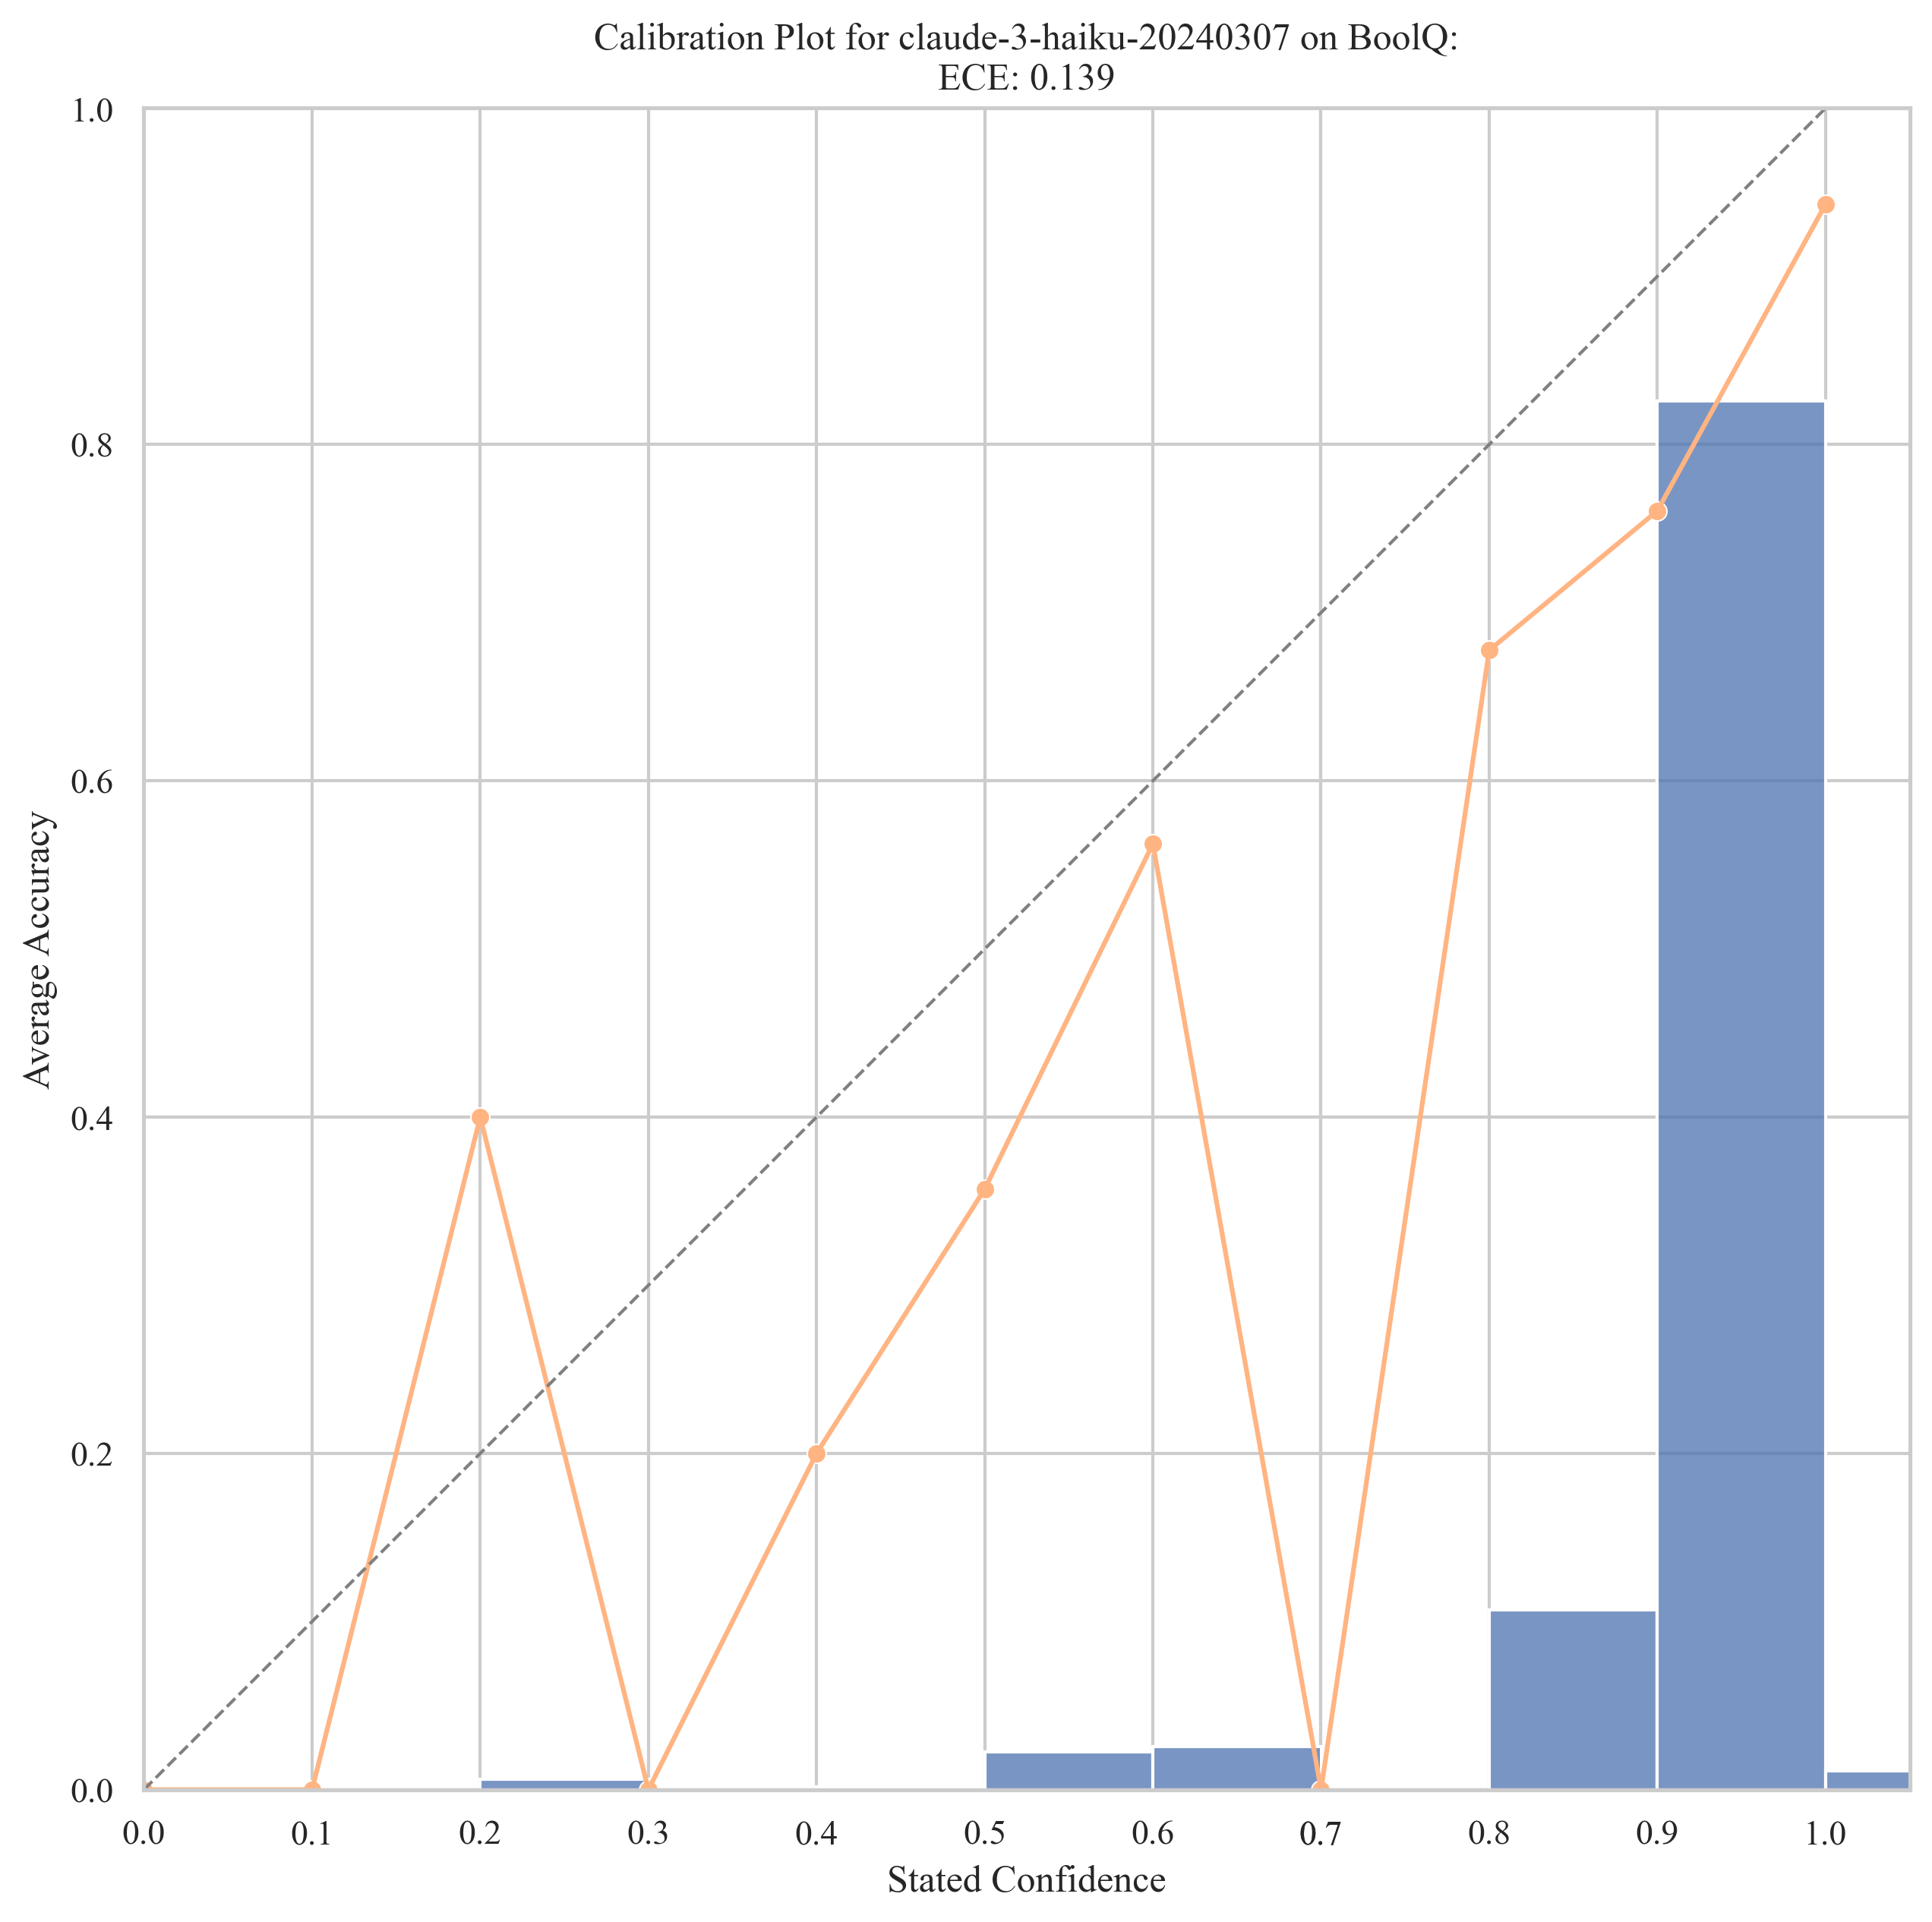 Calibration Plot for claude-3-haiku-20240307 on BoolQ:
ECE: 0.139
1.0
0.8
0.6
0.4
0.2
0.0
Average Accuracy
0.0 0.1 0.2 0.3 0.4 0.5 0.6 0.7 0.8 0.9 1.0
Stated Confidence